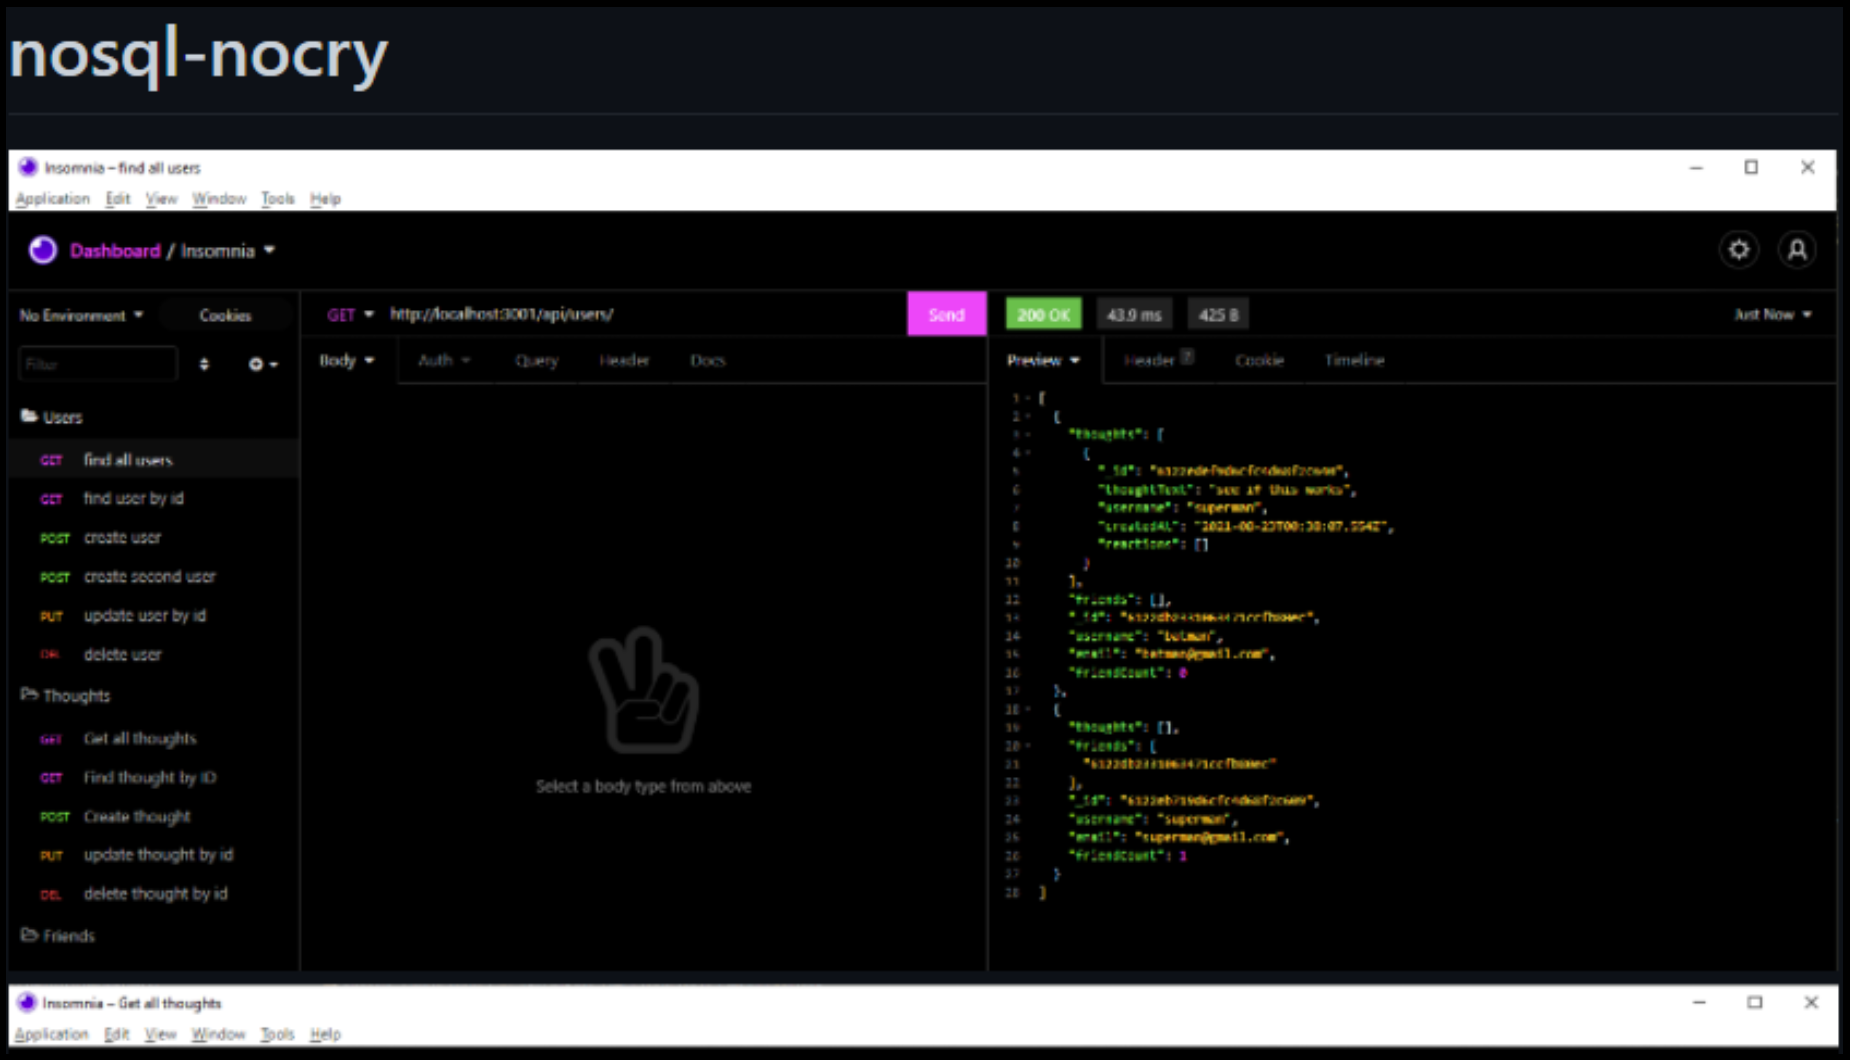 nosql-nocry
Insomnia – find all users
Application Edit View Window Tools Help
Dashboard / Insomnia
No Environment Cookies
GET http://localhost:3001/api/users/ Send
200 OK 43.9 ms 425 B Just Now
Filter
Body Auth Query Header Docs
Preview Header 7 Cookie Timeline
Users
GET find all users
GET find user by id
POST create user
POST create second user
PUT update user by id
DEL delete user
Thoughts
GET Get all thoughts
GET Find thought by ID
POST Create thought
PUT update thought by id
DEL delete thought by id
Friends
Select a body type from above
1 [
2 {
3 "thoughts": [
4 {
5 "_id":
6 "thoughtText": "see if this works",
7 "username": "superman",
8 "createdAt":
9 "reactions": []
10 }
11 ],
12 "friends": [],
13 "_id":
14 "username": "batman",
15 "email": "batman@gmail.com",
16 "friendCount": 0
17 },
18 {
19 "thoughts": [],
20 "friends": [
21
22 ],
23 "_id":
24 "username": "superman",
25 "email": "superman@gmail.com",
26 "friendCount": 1
27 }
28 ]
Insomnia – Get all thoughts
Application Edit View Window Tools Help